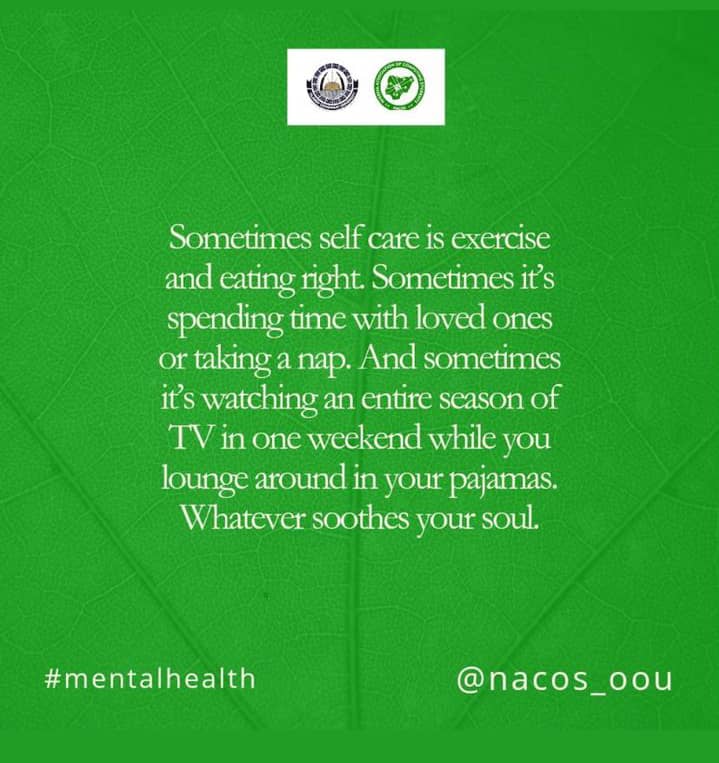 Sometimes self care is exercise
and eating right. Sometimes it’s
spending time with loved ones
or taking a nap. And sometimes
it’s watching an entire season of
TV in one weekend while you
lounge around in your pajamas.
Whatever soothes your soul.
#mentalhealth
@nacos_oou